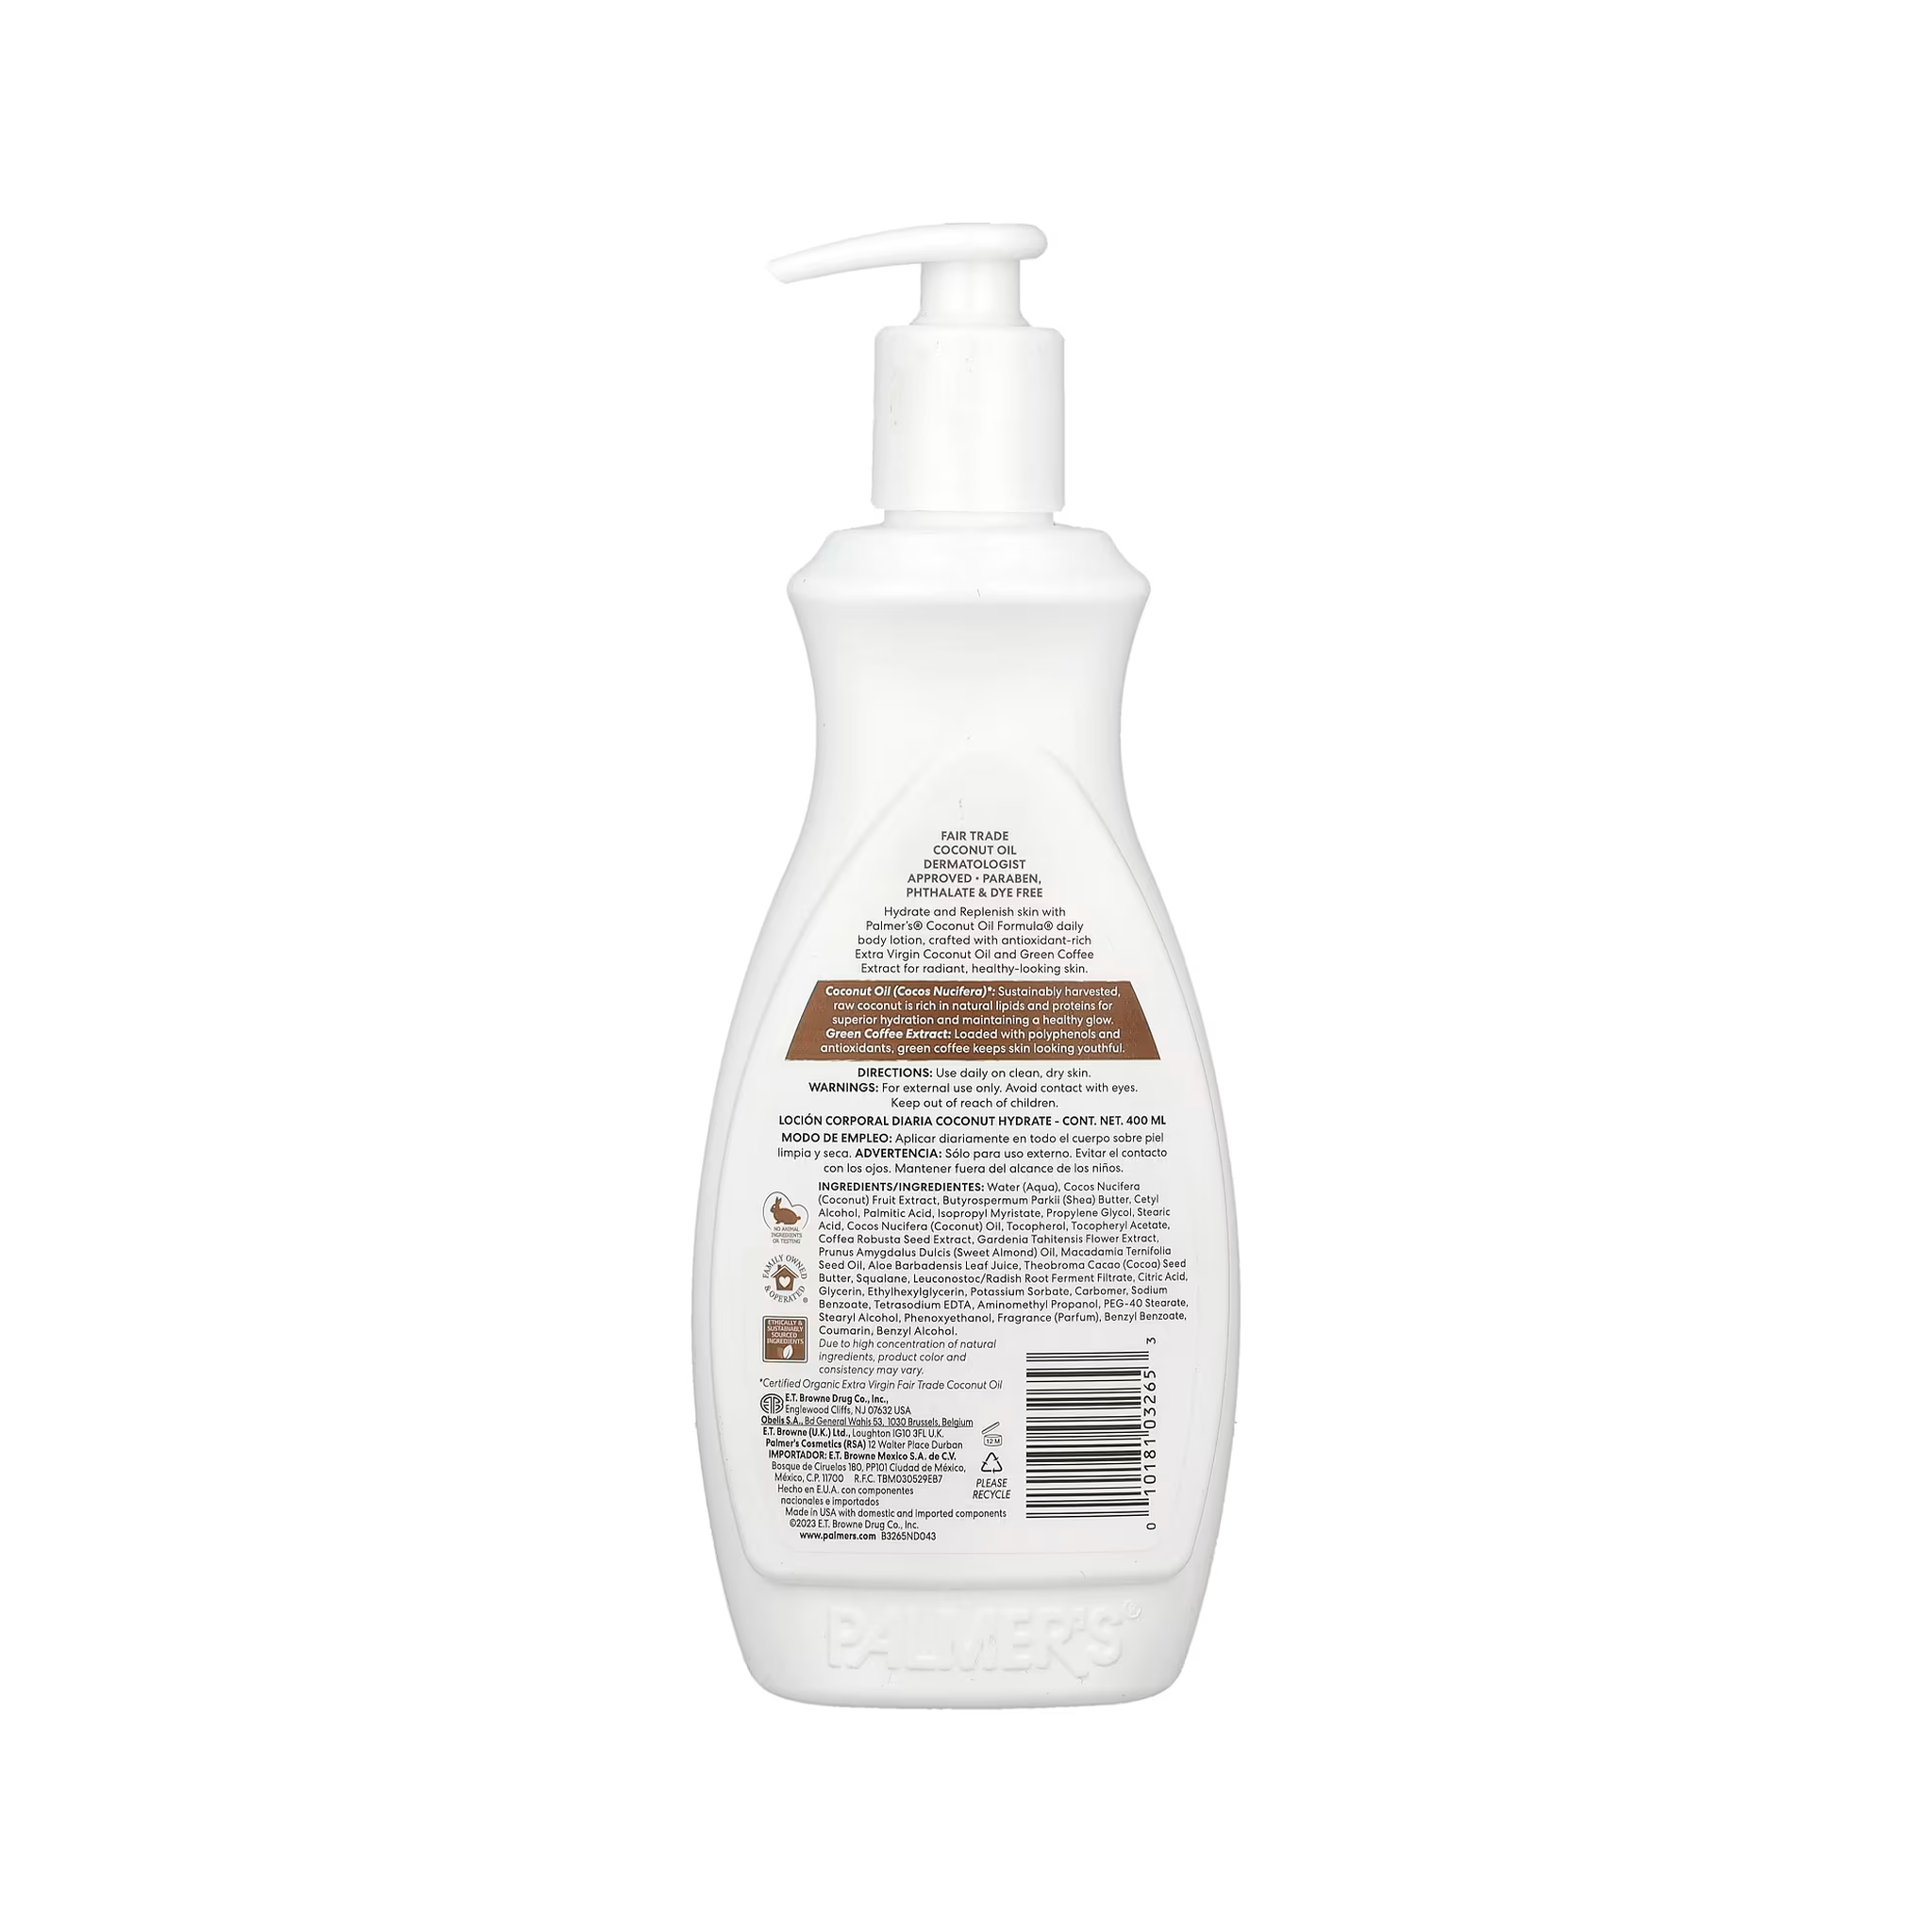 FAIR TRADE
COCONUT OIL
DERMATOLOGIST
APPROVED • PARABEN,
PHTHALATE & DYE FREE
Hydrate and Replenish skin with
Palmer's® Coconut Oil Formula® daily
body lotion, crafted with antioxidant-rich
Extra Virgin Coconut Oil and Green Coffee
Extract for radiant, healthy-looking skin.
Coconut Oil (Cocos Nucifera)*: Sustainably harvested,
raw coconut is rich in natural lipids and proteins for
superior hydration and maintaining a healthy glow.
Green Coffee Extract: Loaded with polyphenols and
antioxidants, green coffee keeps skin looking youthful.
DIRECTIONS: Use daily on clean, dry skin.
WARNINGS: For external use only. Avoid contact with eyes.
Keep out of reach of children.
LOCIÓN CORPORAL DIARIA COCONUT HYDRATE - CONT. NET. 400 ML
MODO DE EMPLEO: Aplicar diariamente en todo el cuerpo sobre piel
limpia y seca. ADVERTENCIA: Sólo para uso externo. Evitar el contacto
con los ojos. Mantener fuera del alcance de los niños.
INGREDIENTS/INGREDIENTES: Water (Aqua), Cocos Nucifera
(Coconut) Fruit Extract, Butyrospermum Parkii (Shea) Butter, Cetyl
Alcohol, Palmitic Acid, Isopropyl Myristate, Propylene Glycol, Stearic
Acid, Cocos Nucifera (Coconut) Oil, Tocopherol, Tocopheryl Acetate,
Coffea Robusta Seed Extract, Gardenia Tahitensis Flower Extract,
Prunus Amygdalus Dulcis (Sweet Almond) Oil, Macadamia Ternifolia
Seed Oil, Aloe Barbadensis Leaf Juice, Theobroma Cacao (Cocoa) Seed
Butter, Squalane, Leuconostoc/Radish Root Ferment Filtrate, Citric Acid,
Glycerin, Ethylhexylglycerin, Potassium Sorbate, Carbomer, Sodium
Benzoate, Tetrasodium EDTA, Aminomethyl Propanol, PEG-40 Stearate,
Stearyl Alcohol, Phenoxyethanol, Fragrance (Parfum), Benzyl Benzoate,
Coumarin, Benzyl Alcohol.
Due to high concentration of natural
ingredients, product color and
consistency may vary.
NO ANIMAL
INGREDIENTS
OR TESTING
FAMILY OWNED
& OPERATED®
ETHICALLY &
SUSTAINABLY
SOURCED
INGREDIENTS
*Certified Organic Extra Virgin Fair Trade Coconut Oil
ETB
E.T. Browne Drug Co., Inc.,
Englewood Cliffs, NJ 07632 USA
Obelis S.A., Bd General Wahis 53, 1030 Brussels, Belgium
E.T. Browne (U.K.) Ltd., Loughton IG10 3FL U.K.
Palmer's Cosmetics (RSA) 12 Walter Place Durban
IMPORTADOR: E.T. Browne Mexico S.A. de C.V.
Bosque de Ciruelos 180, PP101 Ciudad de México,
México, C.P. 11700 R.F.C. TBM030529EB7
Hecho en E.U.A. con componentes
nacionales e importados
Made in USA with domestic and imported components
©2023 E.T. Browne Drug Co., Inc.
www.palmers.com B3265ND043
12 M
PLEASE
RECYCLE
0 10181 03265 3
PALMER'S®